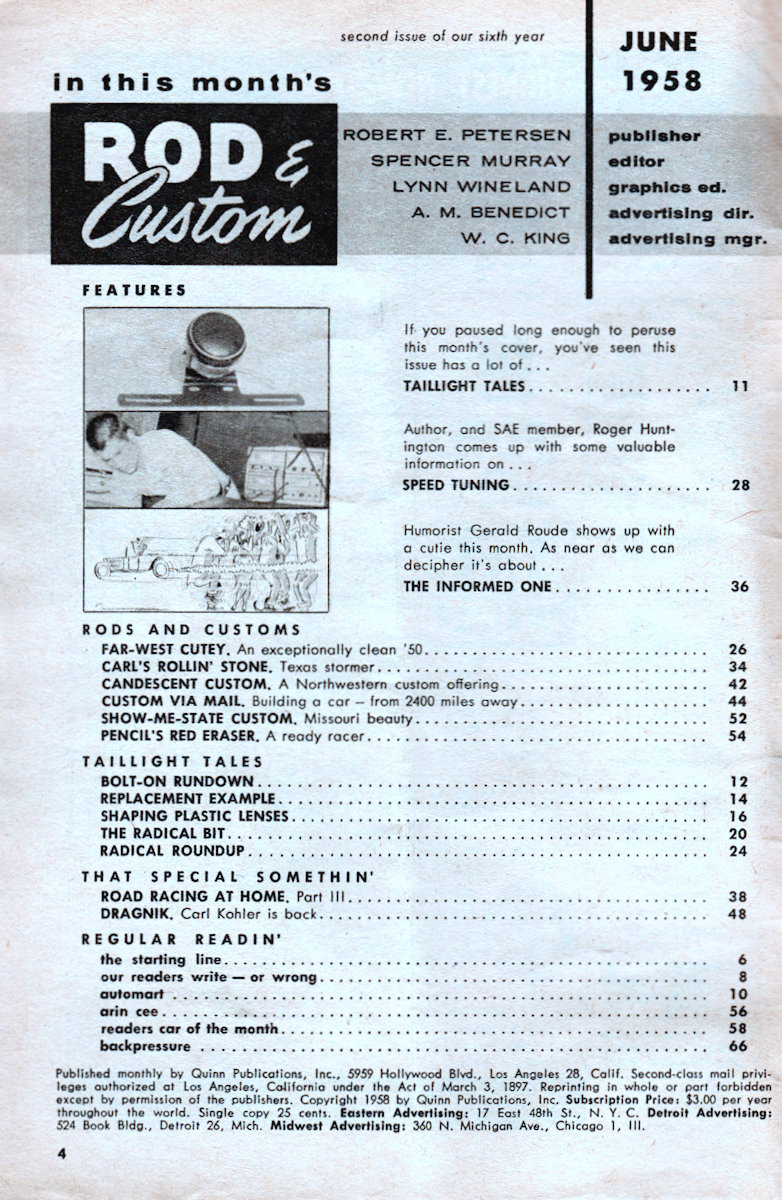 second issue of our sixth year
JUNE
1958
in this month's
ROD &
Custom
ROBERT E. PETERSEN publisher
SPENCER MURRAY editor
LYNN WINELAND graphics ed.
A. M. BENEDICT advertising dir.
W. C. KING advertising mgr.
FEATURES
If you paused long enough to peruse
this month's cover, you've seen this
issue has a lot of . . .
TAILLIGHT TALES . . . . . . . . . . . . . . . . . . . 11
Author, and SAE member, Roger Hunt-
ington comes up with some valuable
information on . . .
SPEED TUNING . . . . . . . . . . . . . . . . . . . . 28
Humorist Gerald Roude shows up with
a cutie this month. As near as we can
decipher it's about . . .
THE INFORMED ONE . . . . . . . . . . . . . . . . 36
RODS AND CUSTOMS
FAR-WEST CUTEY. An exceptionally clean '50 . . . . . . . . . . . . . . . . . . 26
CARL'S ROLLIN' STONE. Texas stormer . . . . . . . . . . . . . . . . . . 34
CANDESCENT CUSTOM. A Northwestern custom offering . . . . . . . . . . . . . . . . . . 42
CUSTOM VIA MAIL. Building a car – from 2400 miles away . . . . . . . . . . . . . . . . . . 44
SHOW-ME-STATE CUSTOM. Missouri beauty . . . . . . . . . . . . . . . . . . 52
PENCIL'S RED ERASER. A ready racer . . . . . . . . . . . . . . . . . . 54
TAILLIGHT TALES
BOLT-ON RUNDOWN . . . . . . . . . . . . . . . . . . 12
REPLACEMENT EXAMPLE . . . . . . . . . . . . . . . . . . 14
SHAPING PLASTIC LENSES . . . . . . . . . . . . . . . . . . 16
THE RADICAL BIT . . . . . . . . . . . . . . . . . . 20
RADICAL ROUNDUP . . . . . . . . . . . . . . . . . . 24
THAT SPECIAL SOMETHIN'
ROAD RACING AT HOME. Part III . . . . . . . . . . . . . . . . . . 38
DRAGNIK. Carl Kohler is back . . . . . . . . . . . . . . . . . . 48
REGULAR READIN'
the starting line . . . . . . . . . . . . . . . . . . 6
our readers write — or wrong . . . . . . . . . . . . . . . . . . 8
automart . . . . . . . . . . . . . . . . . . 10
arin cee . . . . . . . . . . . . . . . . . . 56
readers car of the month . . . . . . . . . . . . . . . . . . 58
backpressure . . . . . . . . . . . . . . . . . . 66
Published monthly by Quinn Publications, Inc., 5959 Hollywood Blvd., Los Angeles 28, Calif. Second-class mail privi-
leges authorized at Los Angeles, California under the Act of March 3, 1897. Reprinting in whole or part forbidden
except by permission of the publishers. Copyright 1958 by Quinn Publications, Inc. Subscription Price: $3.00 per year
throughout the world. Single copy 25 cents. Eastern Advertising: 17 East 48th St., N. Y. C. Detroit Advertising:
524 Book Bldg., Detroit 26, Mich. Midwest Advertising: 360 N. Michigan Ave., Chicago 1, Ill.
4